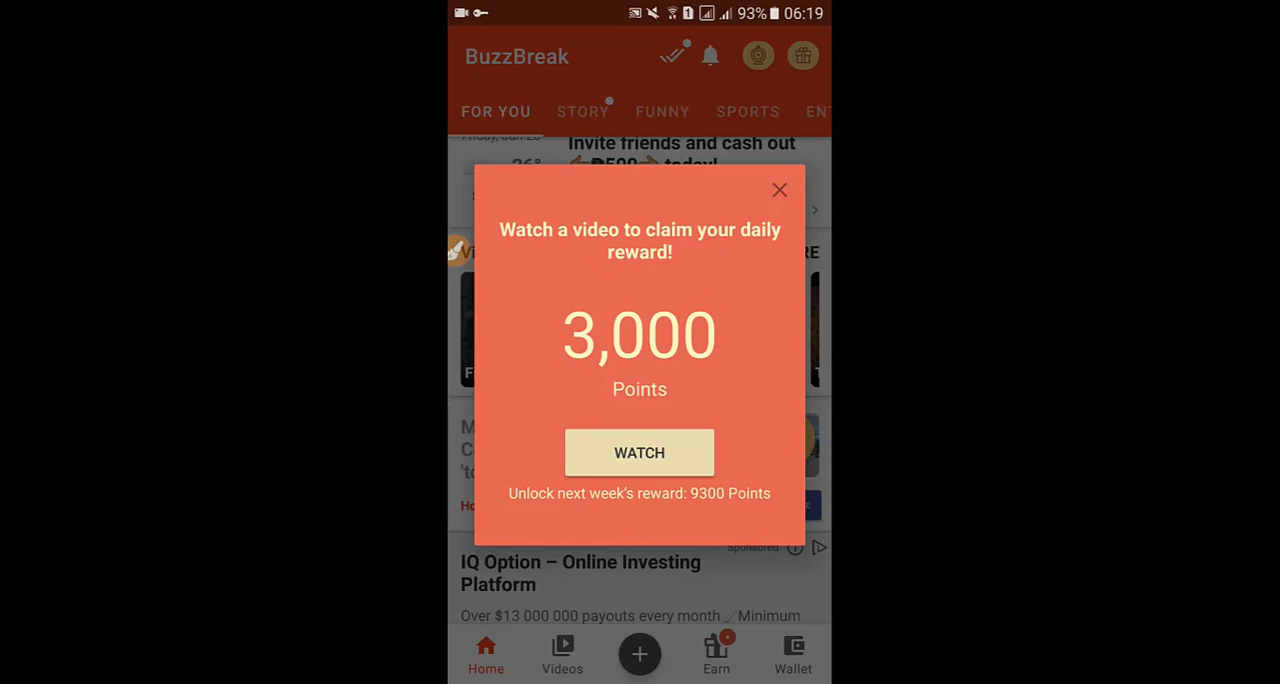 93% 06:19
BuzzBreak
FOR YOU STORY FUNNY SPORTS ENT
Invite friends and cash out
today!
Watch a video to claim your daily
reward!
3,000
Points
WATCH
Unlock next week's reward: 9300 Points
Sponsored
IQ Option – Online Investing
Platform
Over $13 000 000 payouts every month ✓Minimum
Home Videos Earn Wallet